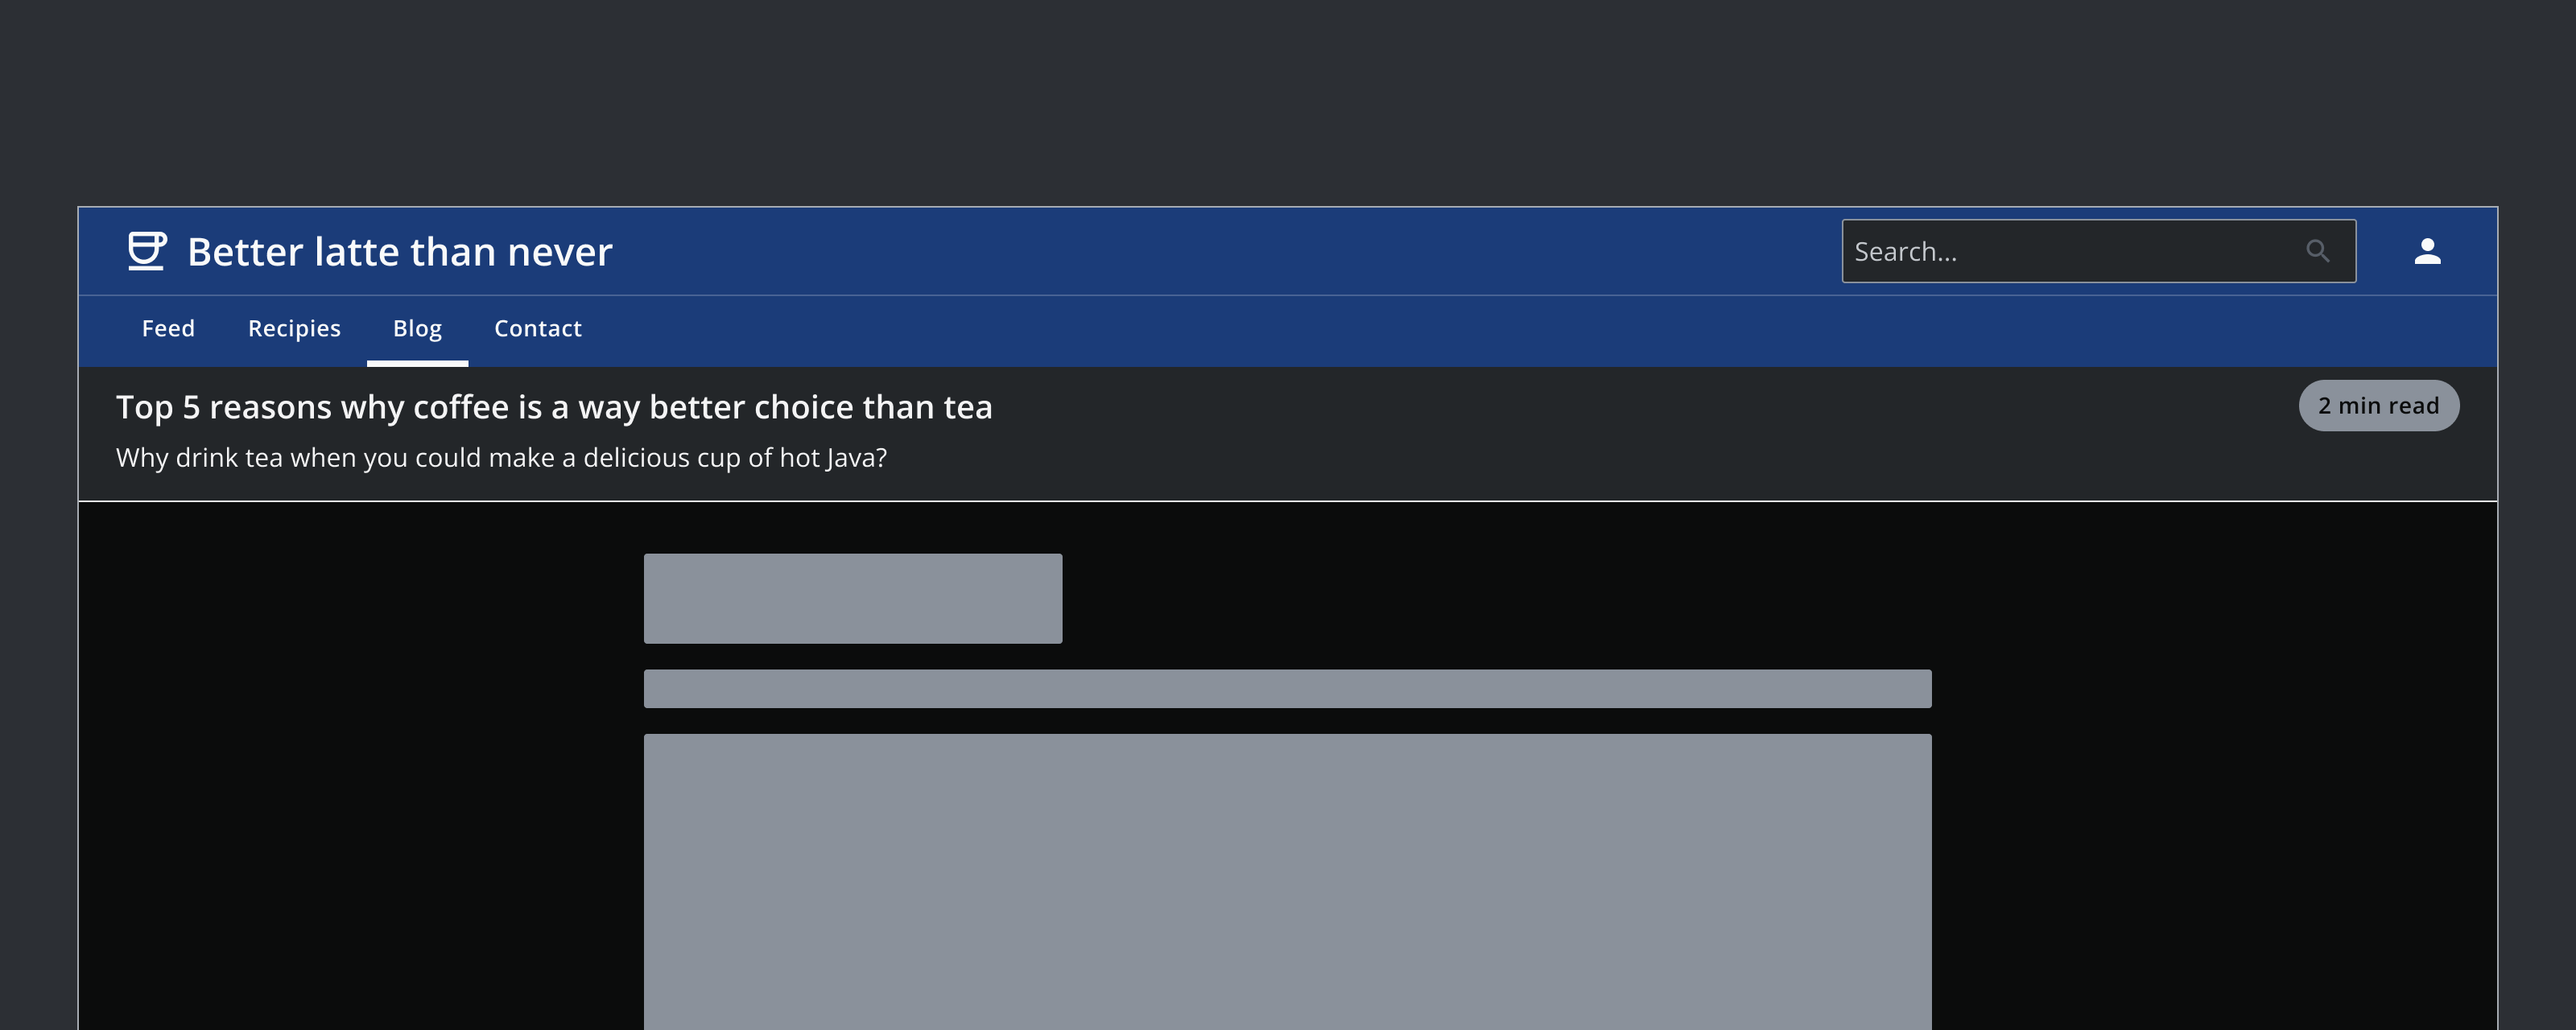 Better latte than never
Search...
Feed Recipies Blog Contact
Top 5 reasons why coffee is a way better choice than tea
2 min read
Why drink tea when you could make a delicious cup of hot Java?